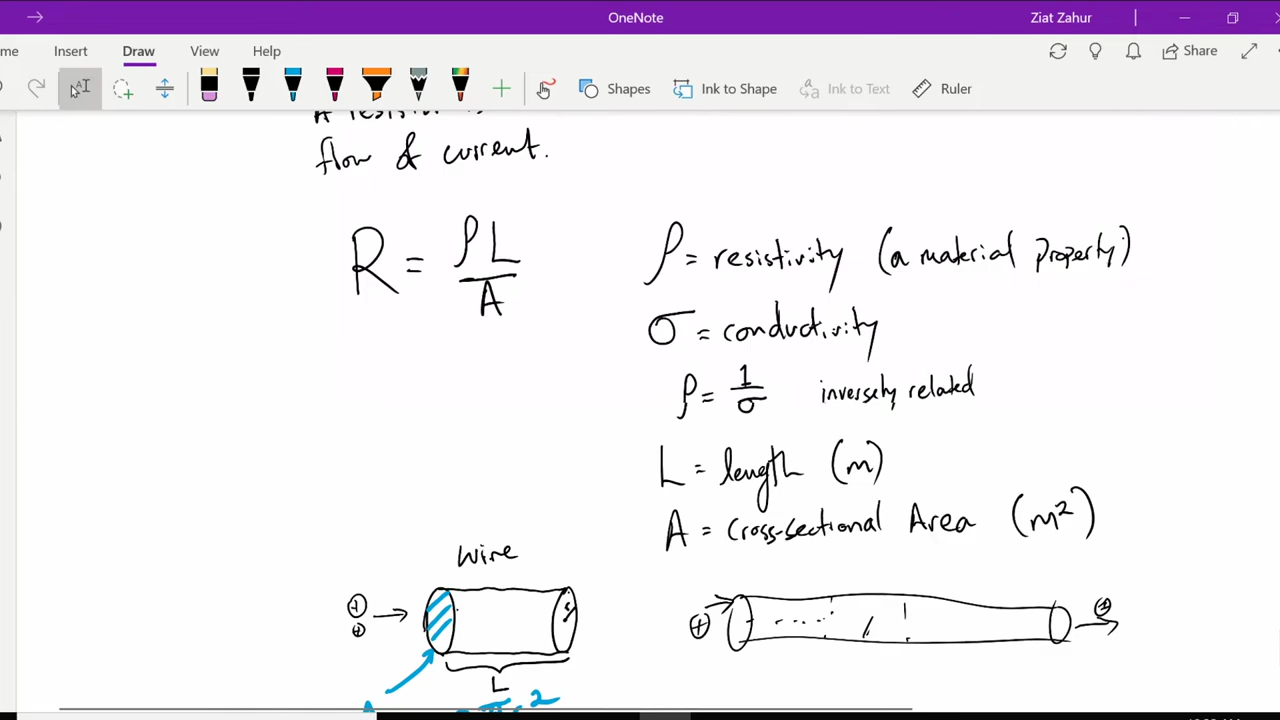 OneNote
Ziat Zahur
Insert Draw View Help
Share
Shapes Ink to Shape Ink to Text Ruler
flow of current.
R = ρL/A
ρ = resistivity (a material property)
σ = conductivity
ρ = 1/σ inversely related
L = length (m)
A = cross-sectional Area (m²)
wire
+
+
+
+
L